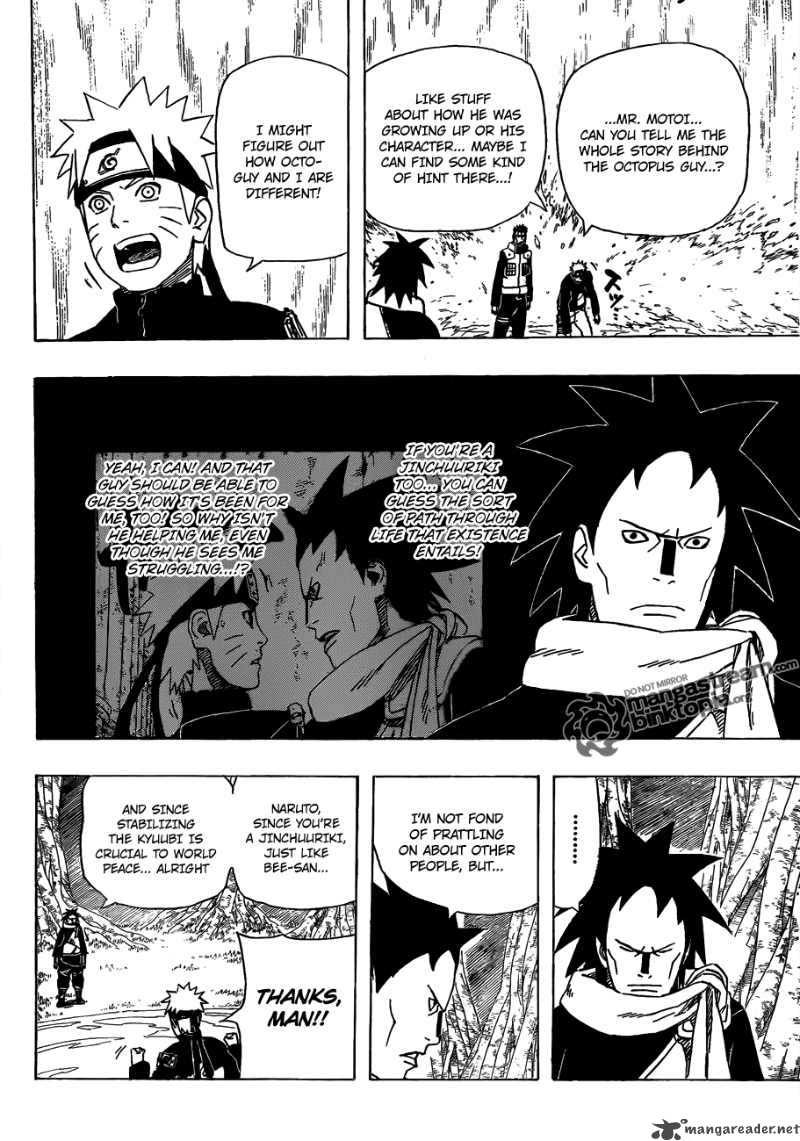 ...MR. MOTOI...
CAN YOU TELL ME THE
WHOLE STORY BEHIND
THE OCTOPUS GUY...?
LIKE STUFF
ABOUT HOW HE WAS
GROWING UP OR HIS
CHARACTER... MAYBE I
CAN FIND SOME KIND
OF HINT THERE...!
スッ
I MIGHT
FIGURE OUT
HOW OCTO-
GUY AND I ARE
DIFFERENT!
IF YOU'RE A
JINCHUURIKI
TOO... YOU CAN
GUESS THE SORT
OF PATH THROUGH
LIFE THAT EXISTENCE
ENTAILS!
YEAH, I CAN! AND THAT
GUY SHOULD BE ABLE TO
GUESS HOW IT'S BEEN FOR
ME, TOO! SO WHY ISN'T
HE HELPING ME, EVEN
THOUGH HE SEES ME
STRUGGLING...!?
DO NOT MIRROR
mangastream.com
binktopia.org
.........
I'M NOT FOND
OF PRATTLING
ON ABOUT OTHER
PEOPLE, BUT...
NARUTO,
SINCE YOU'RE
A JINCHUURIKI,
JUST LIKE
BEE-SAN...
AND SINCE
STABILIZING
THE KYUUBI IS
CRUCIAL TO WORLD
PEACE... ALRIGHT
THANKS,
MAN!!
mangareader.net